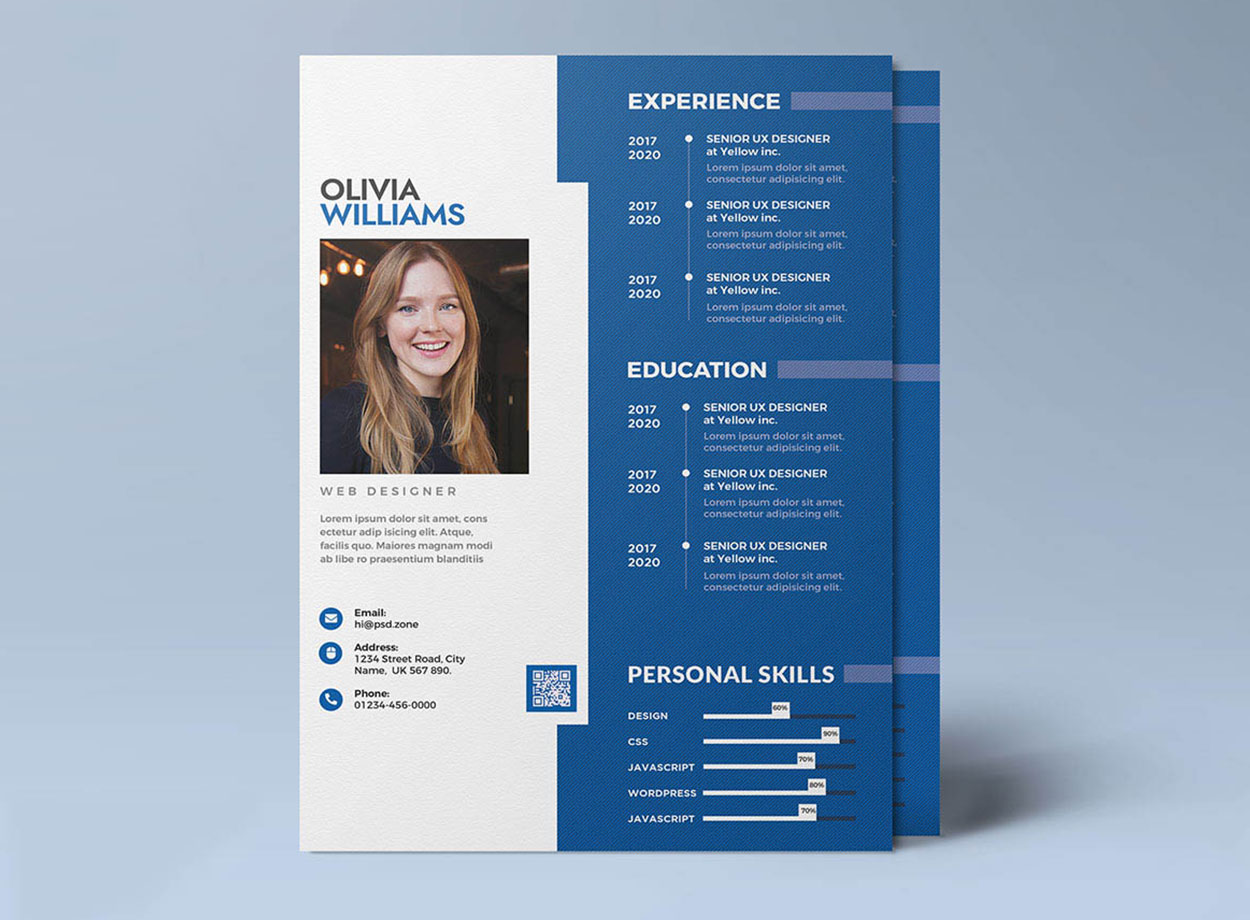 OLIVIA
WILLIAMS
WEB DESIGNER
Lorem ipsum dolor sit amet, cons
ectetur adip isicing elit. Atque,
facilis quo. Maiores magnam modi
ab libe ro praesentium blanditiis
Email:
hi@psd.zone
Address:
1234 Street Road, City
Name, UK 567 890.
Phone:
01234-456-0000
EXPERIENCE
2017
2020
SENIOR UX DESIGNER
at Yellow inc.
Lorem ipsum dolor sit amet,
consectetur adipisicing elit.
2017
2020
SENIOR UX DESIGNER
at Yellow inc.
Lorem ipsum dolor sit amet,
consectetur adipisicing elit.
2017
2020
SENIOR UX DESIGNER
at Yellow inc.
Lorem ipsum dolor sit amet,
consectetur adipisicing elit.
EDUCATION
2017
2020
SENIOR UX DESIGNER
at Yellow inc.
Lorem ipsum dolor sit amet,
consectetur adipisicing elit.
2017
2020
SENIOR UX DESIGNER
at Yellow inc.
Lorem ipsum dolor sit amet,
consectetur adipisicing elit.
2017
2020
SENIOR UX DESIGNER
at Yellow inc.
Lorem ipsum dolor sit amet,
consectetur adipisicing elit.
PERSONAL SKILLS
DESIGN 60%
CSS 90%
JAVASCRIPT 70%
WORDPRESS 80%
JAVASCRIPT 70%